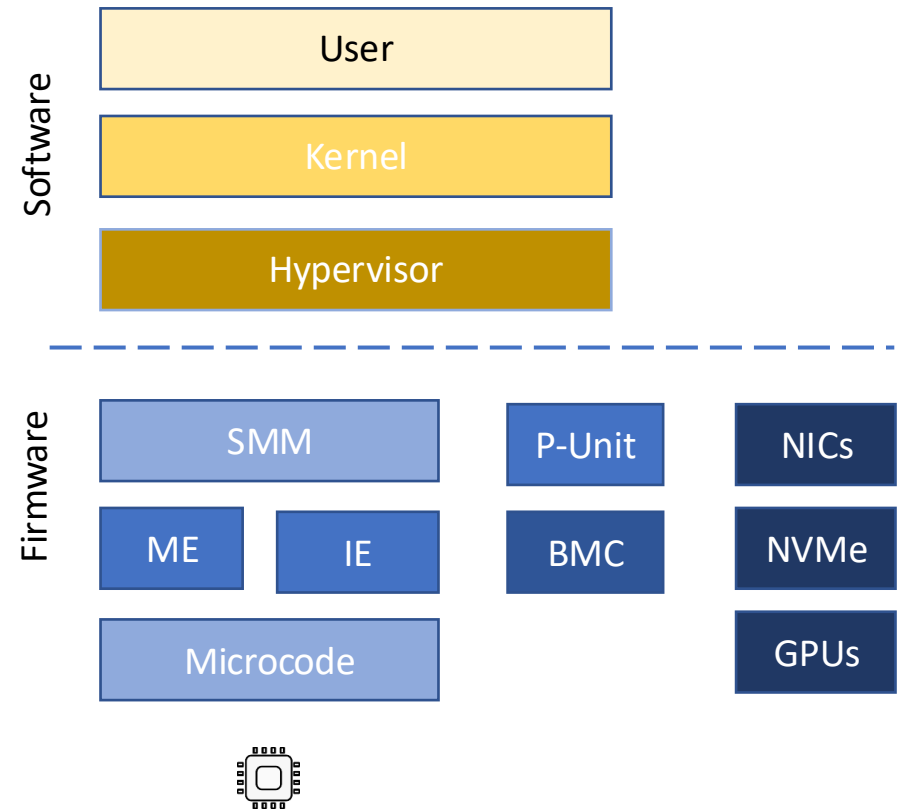 Software
User
Kernel
Hypervisor
Firmware
SMM
P-Unit
NICs
ME
IE
BMC
NVMe
Microcode
GPUs